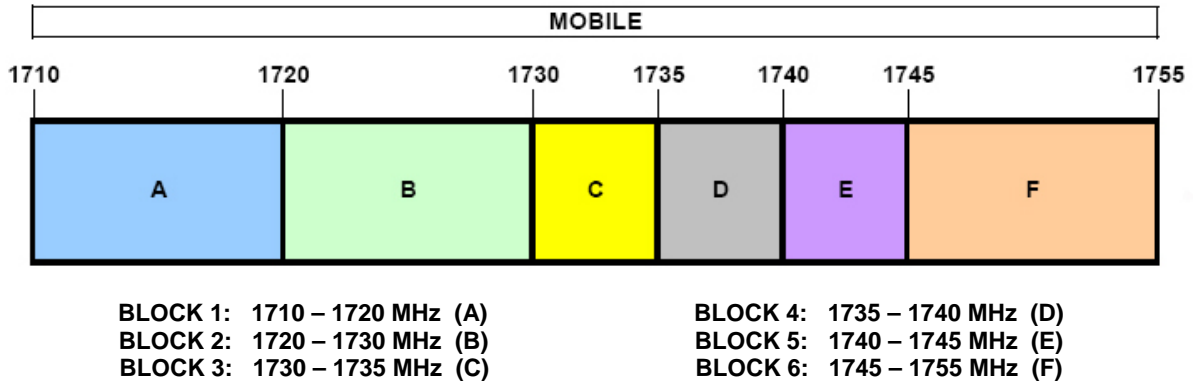 MOBILE
1710 1720 1730 1735 1740 1745 1755
A B C D E F
BLOCK 1: 1710 – 1720 MHz (A)
BLOCK 2: 1720 – 1730 MHz (B)
BLOCK 3: 1730 – 1735 MHz (C)
BLOCK 4: 1735 – 1740 MHz (D)
BLOCK 5: 1740 – 1745 MHz (E)
BLOCK 6: 1745 – 1755 MHz (F)